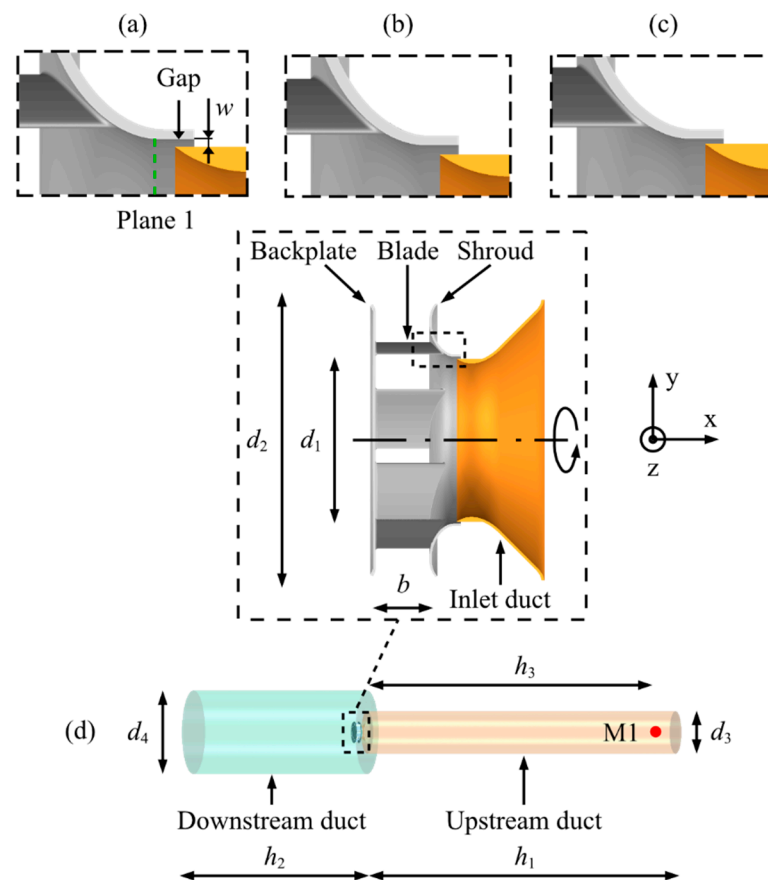 (a)
(b)
(c)
Gap
w
Plane 1
Backplate Blade Shroud
d₂
d₁
y
x
z
b
Inlet duct
h₃
(d)
d₄
M1
d₃
Downstream duct
Upstream duct
h₂
h₁